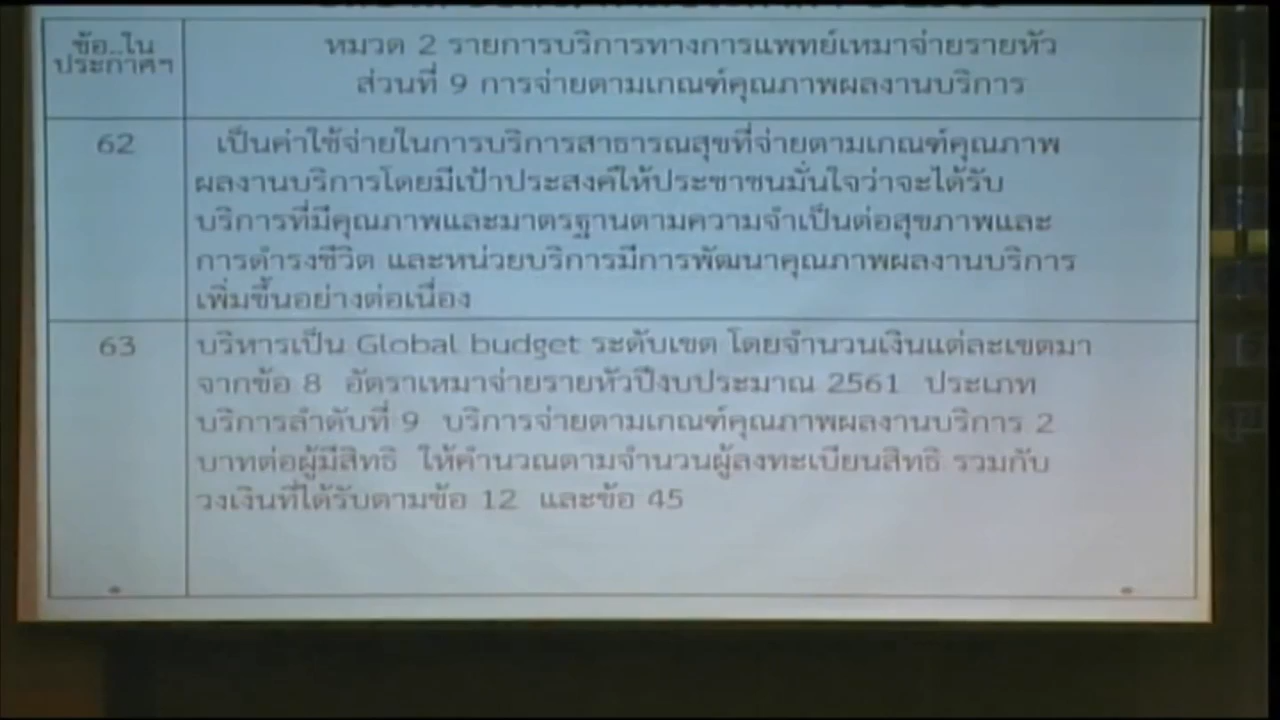 ข้อ..ใน
ประกาศฯ
หมวด 2 รายการบริการทางการแพทย์เหมาจ่ายรายหัว
ส่วนที่ 9 การจ่ายตามเกณฑ์คุณภาพผลงานบริการ
62
เป็นค่าใช้จ่ายในการบริการสาธารณสุขที่จ่ายตามเกณฑ์คุณภาพ
ผลงานบริการโดยมีเป้าประสงค์ให้ประชาชนมั่นใจว่าจะได้รับ
บริการที่มีคุณภาพและมาตรฐานตามความจำเป็นต่อสุขภาพและ
การดำรงชีวิต และหน่วยบริการมีการพัฒนาคุณภาพผลงานบริการ
เพิ่มขึ้นอย่างต่อเนื่อง
63
บริหารเป็น Global budget ระดับเขต โดยจำนวนเงินแต่ละเขตมา
จากข้อ 8 อัตราเหมาจ่ายรายหัวปีงบประมาณ 2561 ประเภท
บริการลำดับที่ 9 บริการจ่ายตามเกณฑ์คุณภาพผลงานบริการ 2
บาทต่อผู้มีสิทธิ ให้คำนวณตามจำนวนผู้ลงทะเบียนสิทธิ รวมกับ
วงเงินที่ได้รับตามข้อ 12 และข้อ 45